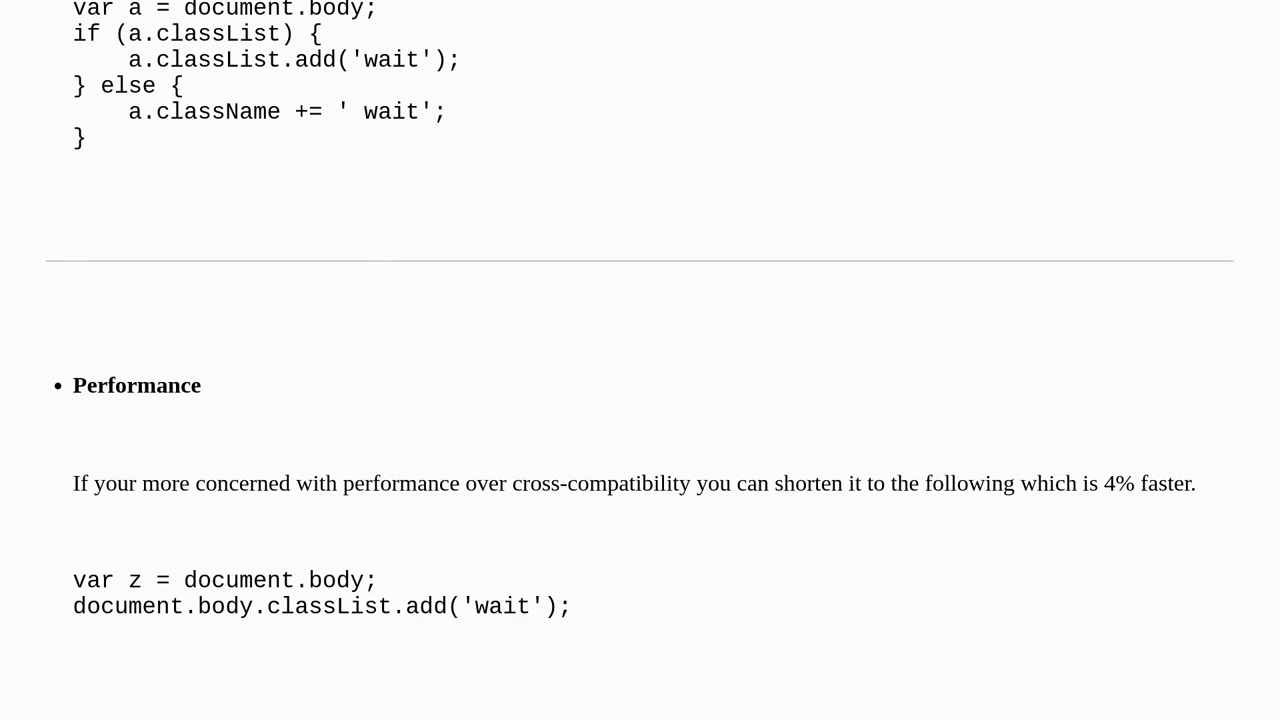 var a = document.body;
if (a.classList) {
    a.classList.add('wait');
} else {
    a.className += ' wait';
}
• Performance
If your more concerned with performance over cross-compatibility you can shorten it to the following which is 4% faster.
var z = document.body;
document.body.classList.add('wait');